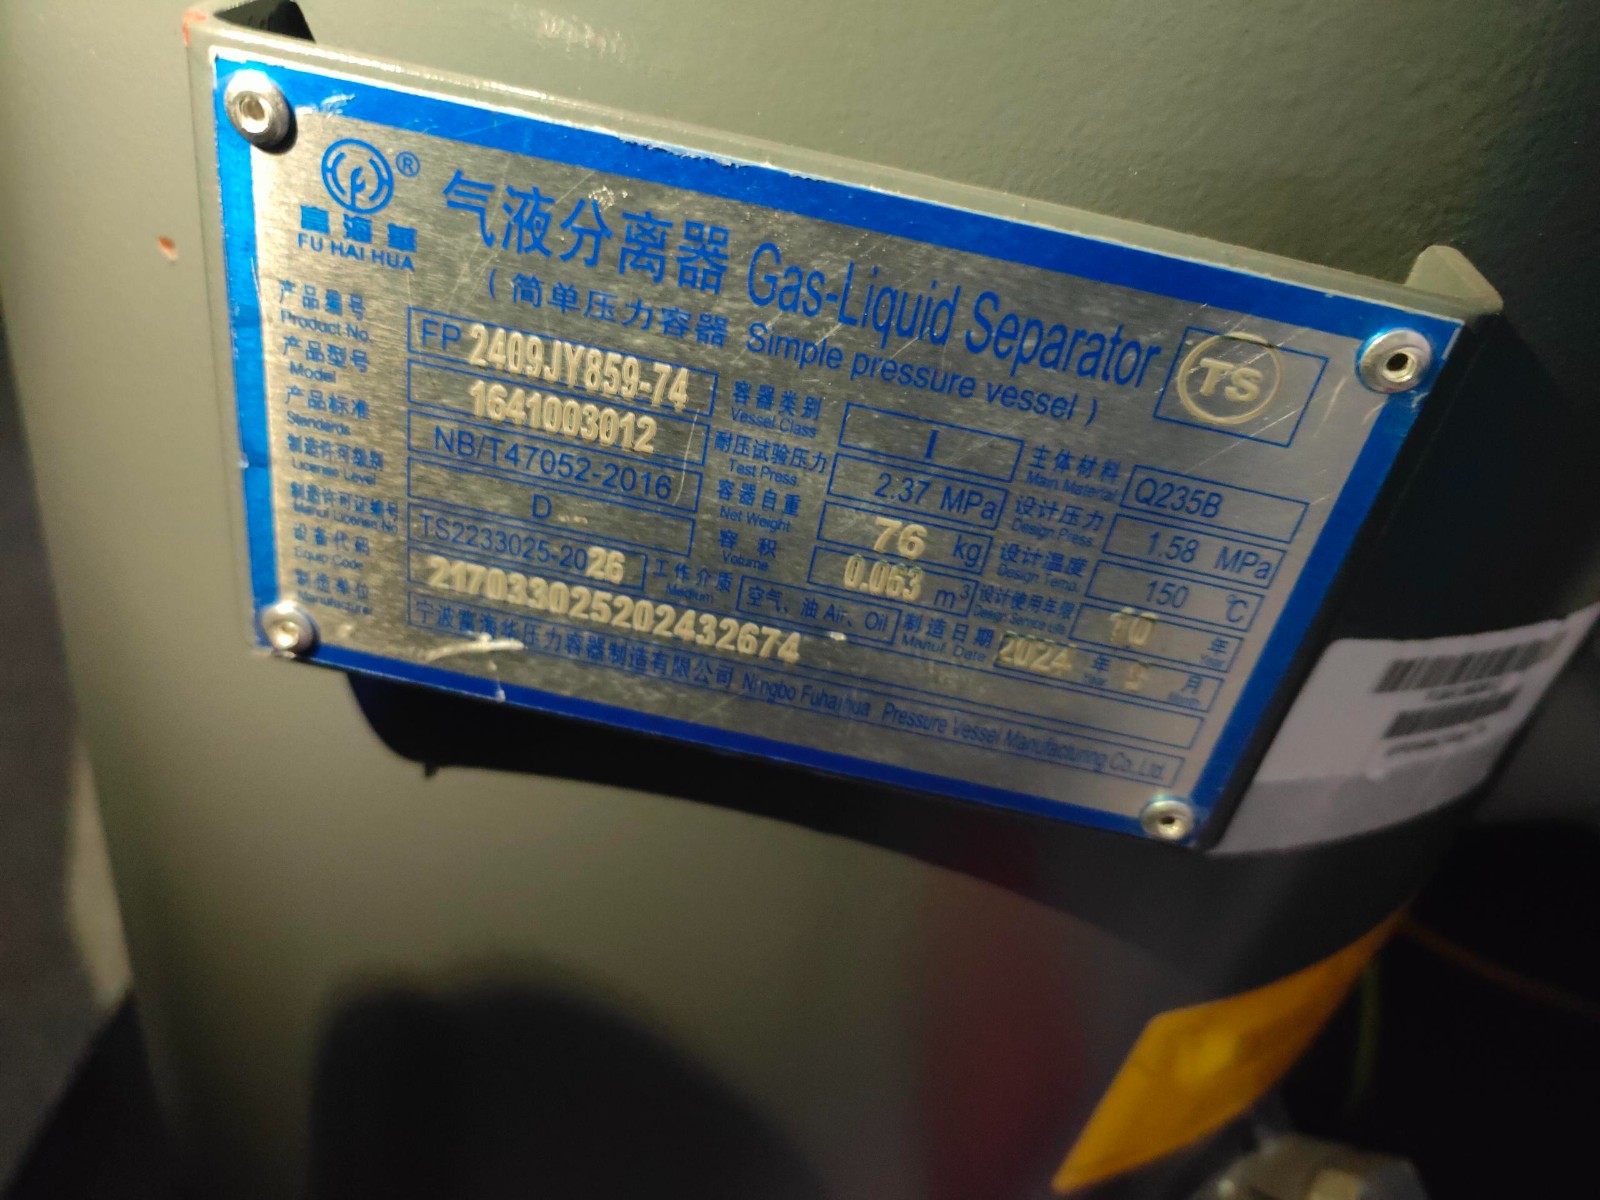 富海华®
FU HAI HUA
气液分离器 Gas-Liquid Separator
（简单压力容器 Simple pressure vessel）
TS
产品编号 Product No. FP 2409JY859-74
产品型号 Model 1641003012
产品标准 Standards NB/T47052-2016
制造许可级别 License Level D
制造许可证编号 Manuf License No TS2233025-2026
设备代码 Equip Code 21703302520243267​4
制造单位 Manufacturer 宁波富海华压力容器制造有限公司 Ningbo Fuhaihua Pressure Vessel Manufacturing Co., Ltd.
容器类别 Vessel Class I
耐压试验压力 Test Press. 2.37 MPa
容器自重 Net Weight 76 kg
容积 Volume 0.063 m³
工作介质 Medium 空气、油 Air、Oil
主体材料 Main Material Q235B
设计压力 Design Press. 1.58 MPa
设计温度 Design Temp. 150 ℃
设计使用年限 Design Service Life 10 年 Year
制造日期 Manuf. Date 2024 年 Year 月 Month